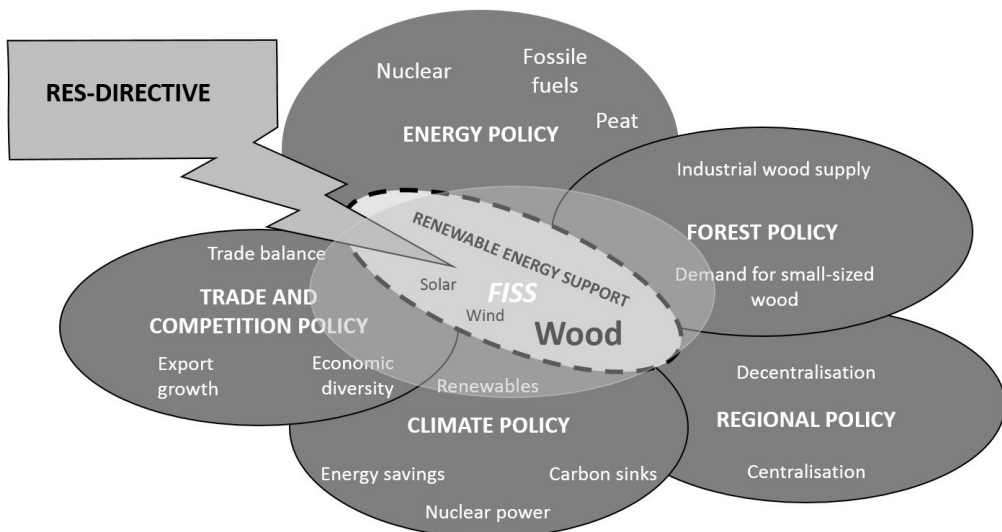 RES-DIRECTIVE
Nuclear
Fossile
fuels
Peat
ENERGY POLICY
Industrial wood supply
FOREST POLICY
Demand for small-sized
wood
RENEWABLE ENERGY SUPPORT
Solar
FISS
Wind
Wood
Trade balance
TRADE AND
COMPETITION POLICY
Export
growth
Economic
diversity
Renewables
CLIMATE POLICY
Energy savings
Carbon sinks
Nuclear power
Decentralisation
REGIONAL POLICY
Centralisation